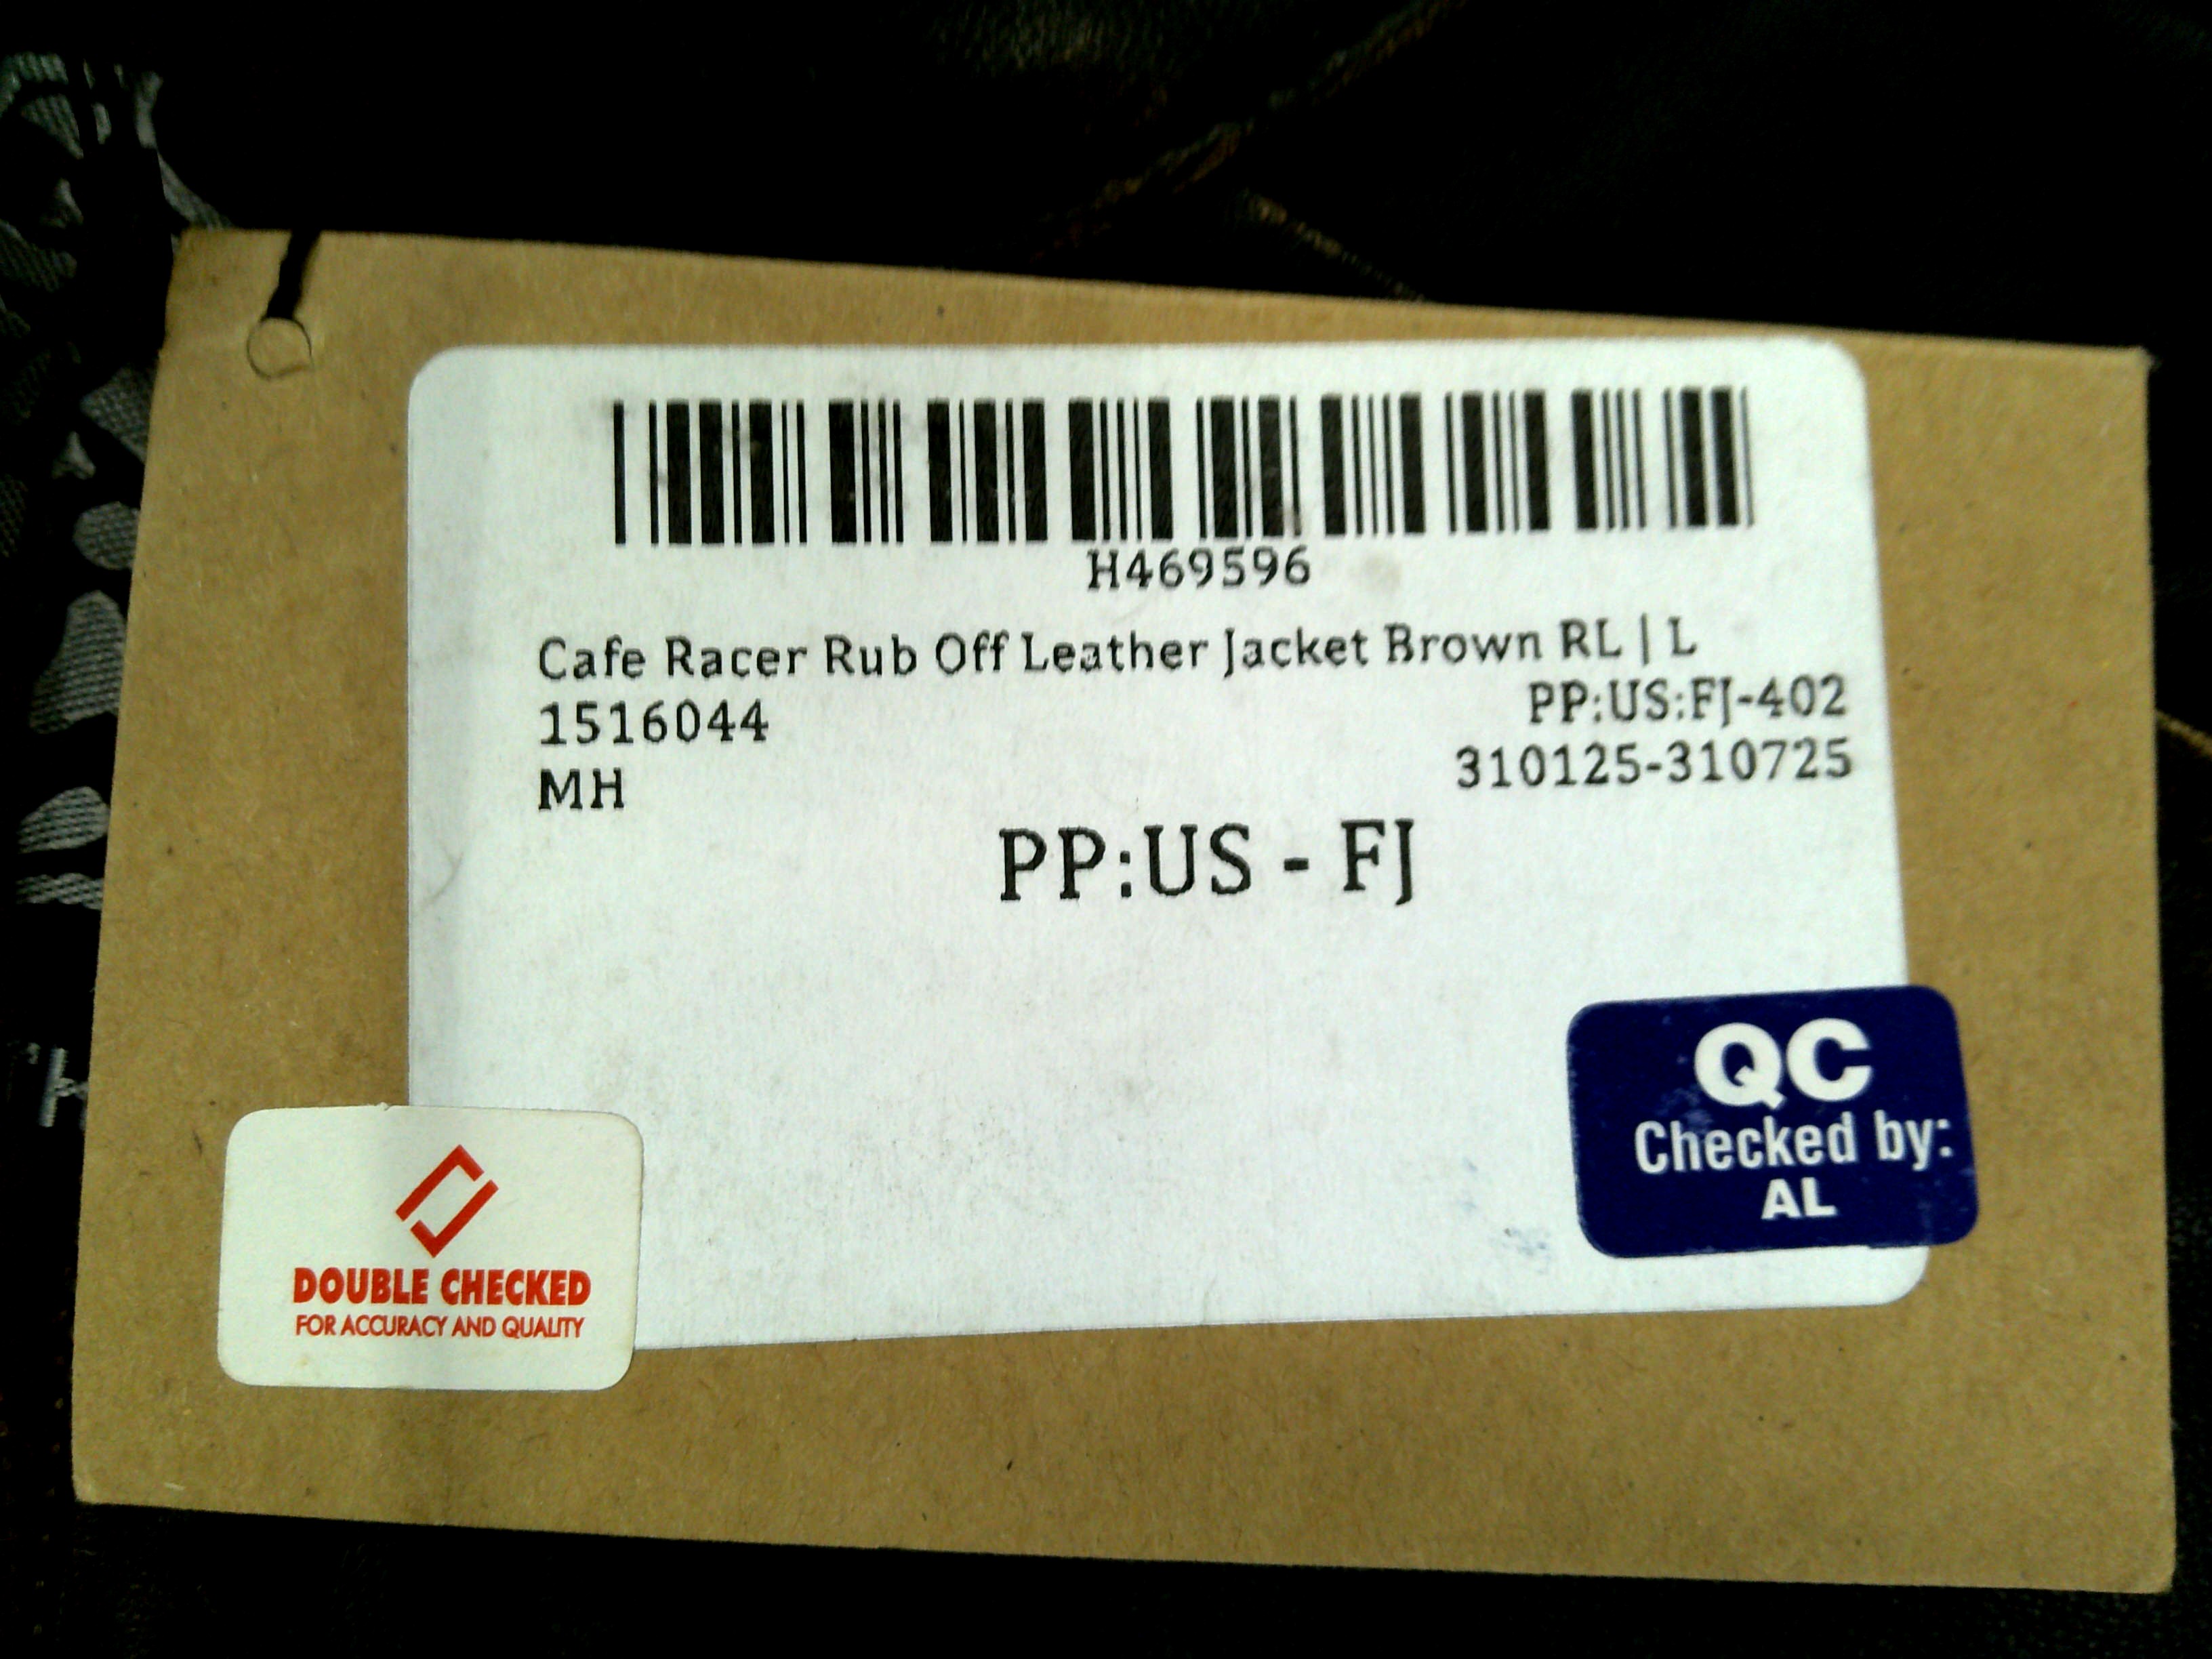 H469596
Cafe Racer Rub Off Leather Jacket Brown RL | L
1516044
PP:US:FJ-402
MH
310125-310725
PP:US - FJ
QC
Checked by:
AL
DOUBLE CHECKED
FOR ACCURACY AND QUALITY